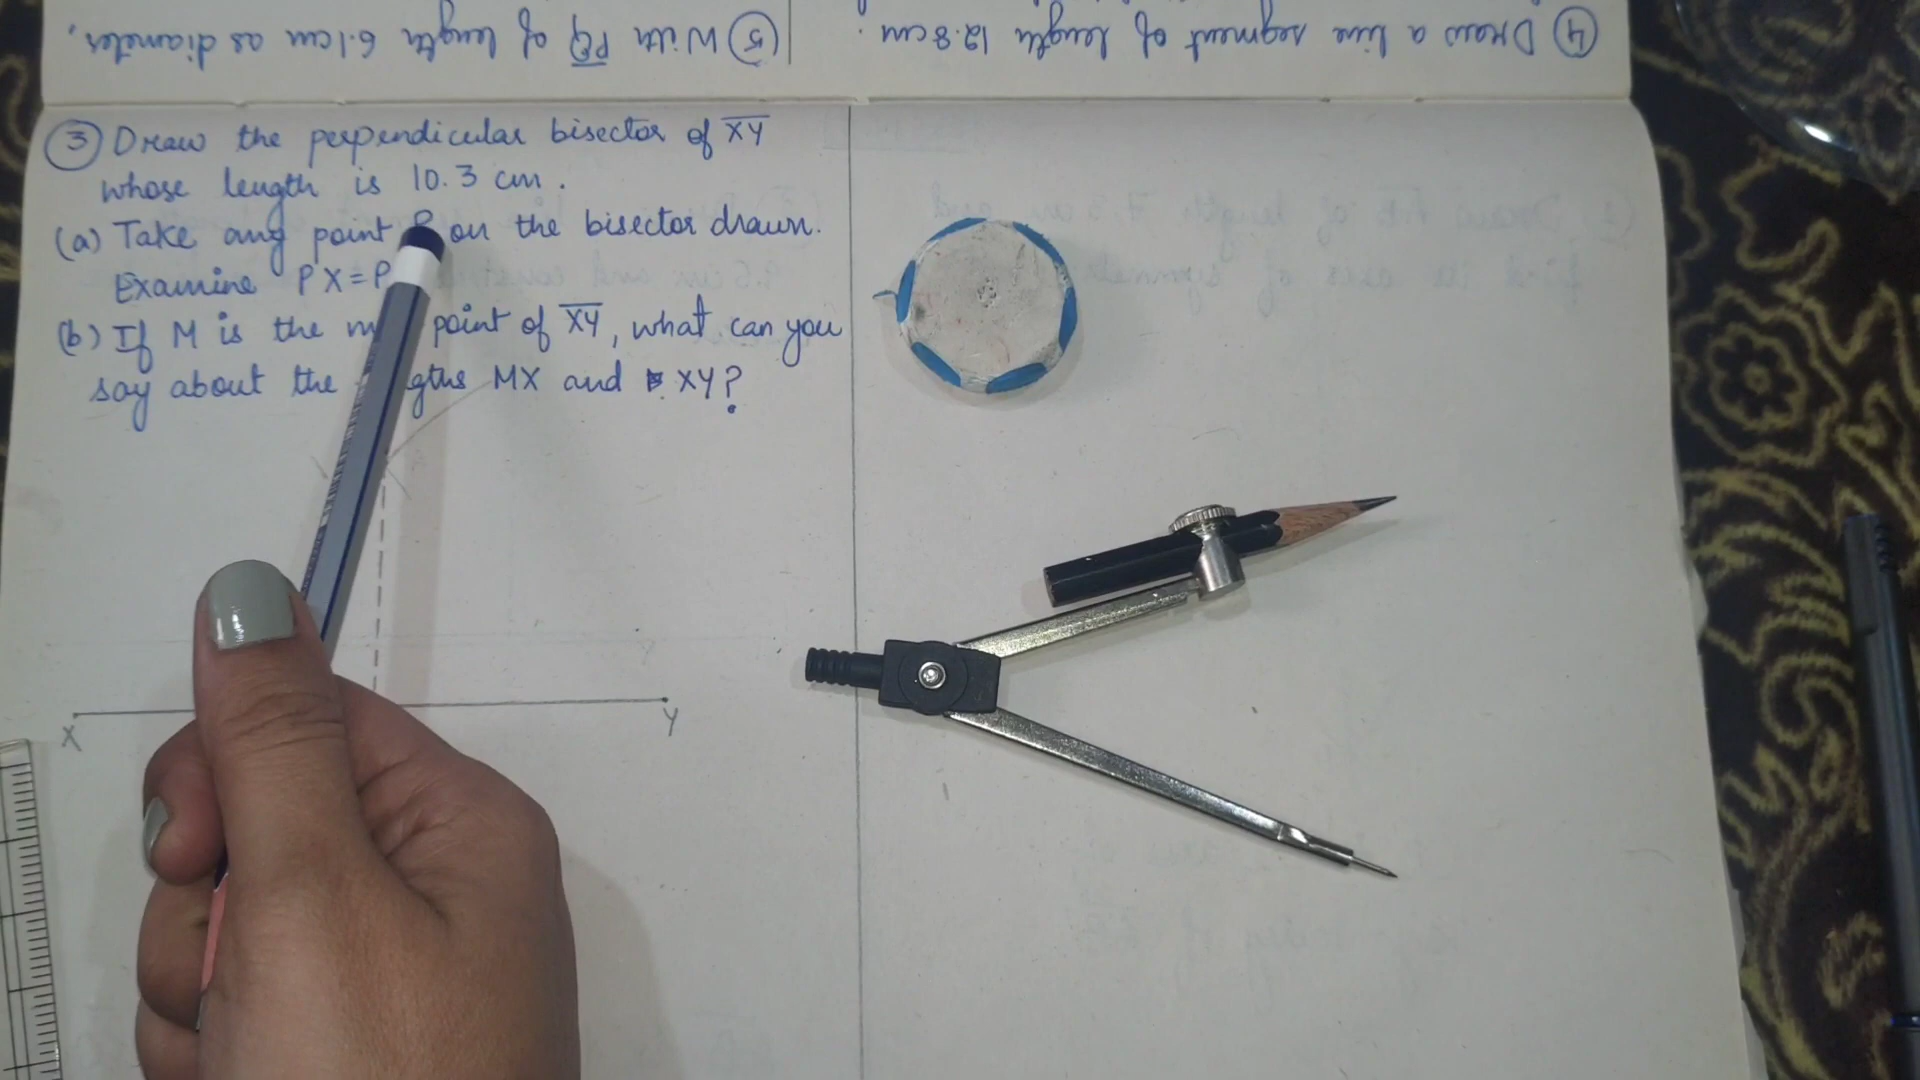 ④ Draw a line segment of length 12.8 cm.
⑤ With PQ of length 6.1 cm as diameter,
③ Draw the perpendicular bisector of XY
whose length is 10.3 cm.
(a) Take any point P on the bisector drawn.
Examine PX = P
(b) If M is the point of XY, what can you
say about the MX and XY?
X
Y